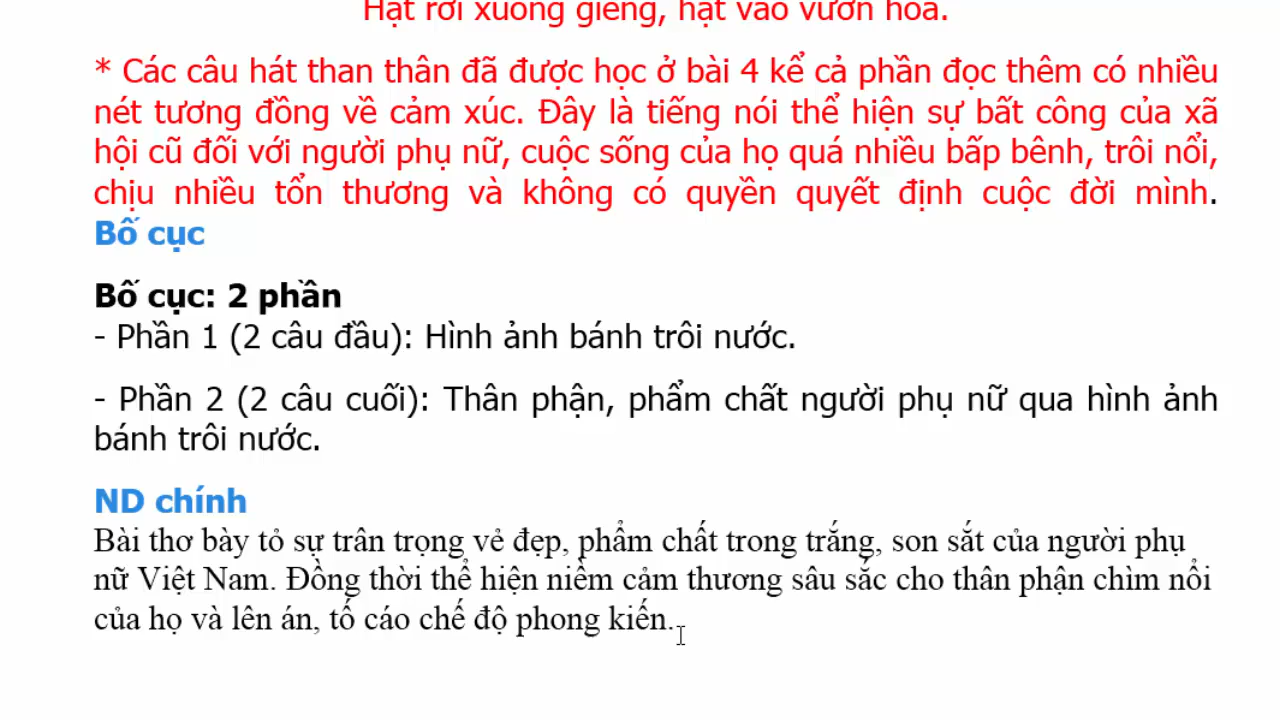 Hạt rơi xuống giếng, hạt vào vườn hoa.
* Các câu hát than thân đã được học ở bài 4 kể cả phần đọc thêm có nhiều
nét tương đồng về cảm xúc. Đây là tiếng nói thể hiện sự bất công của xã
hội cũ đối với người phụ nữ, cuộc sống của họ quá nhiều bấp bênh, trôi nổi,
chịu nhiều tổn thương và không có quyền quyết định cuộc đời mình.
Bố cục
Bố cục: 2 phần
- Phần 1 (2 câu đầu): Hình ảnh bánh trôi nước.
- Phần 2 (2 câu cuối): Thân phận, phẩm chất người phụ nữ qua hình ảnh
bánh trôi nước.
ND chính
Bài thơ bày tỏ sự trân trọng vẻ đẹp, phẩm chất trong trắng, son sắt của người phụ
nữ Việt Nam. Đồng thời thể hiện niềm cảm thương sâu sắc cho thân phận chìm nổi
của họ và lên án, tố cáo chế độ phong kiến.